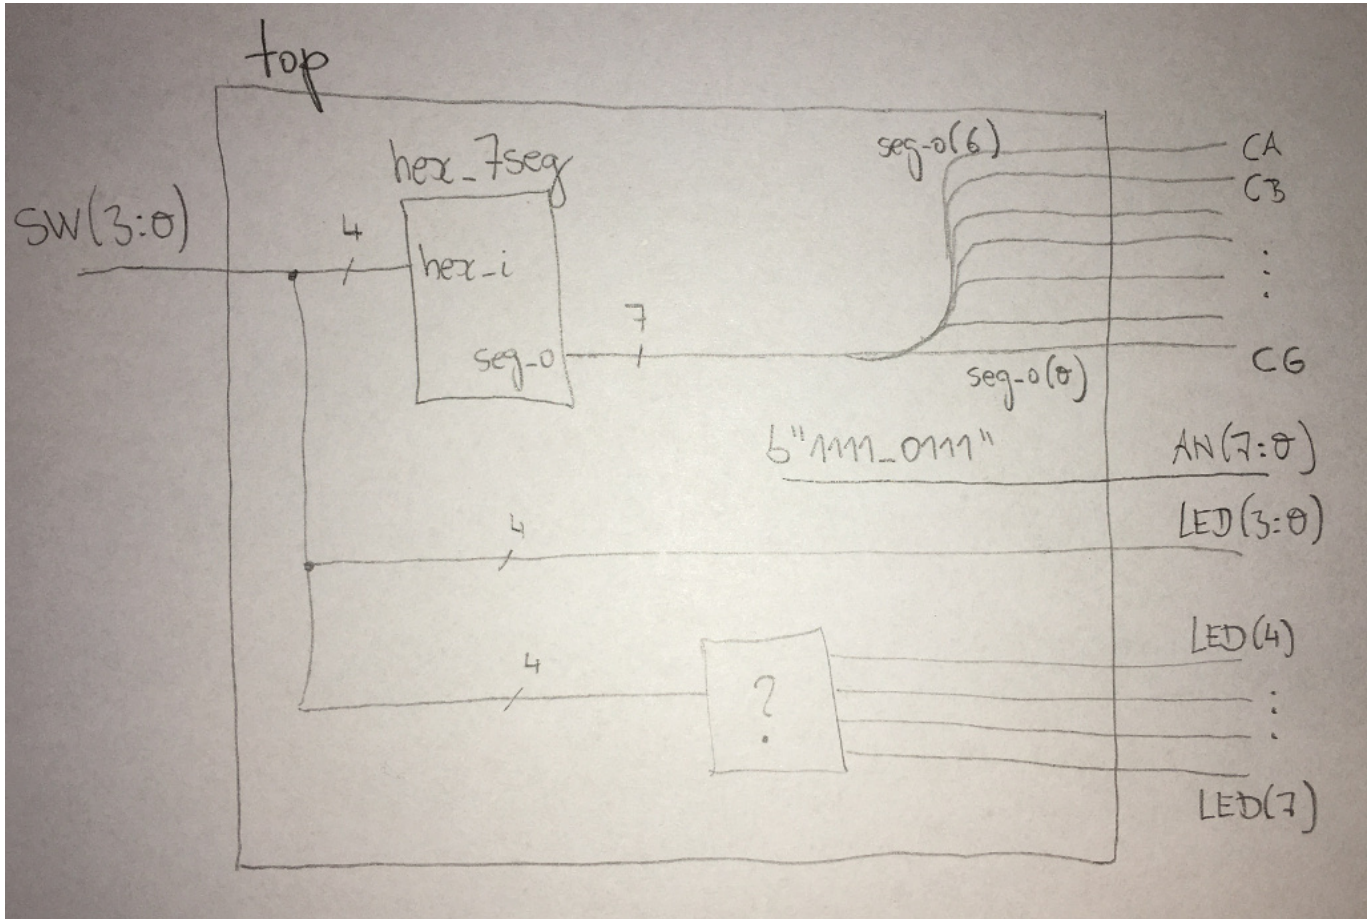 top
hex_7seg
seg_o(6)
CA
CB
SW(3:0)
4
hex_i
:
7
seg_o
seg_o(0)
CG
b"1111_0111"
AN(7:0)
4
LED(3:0)
4
LED(4)
?
:
LED(7)